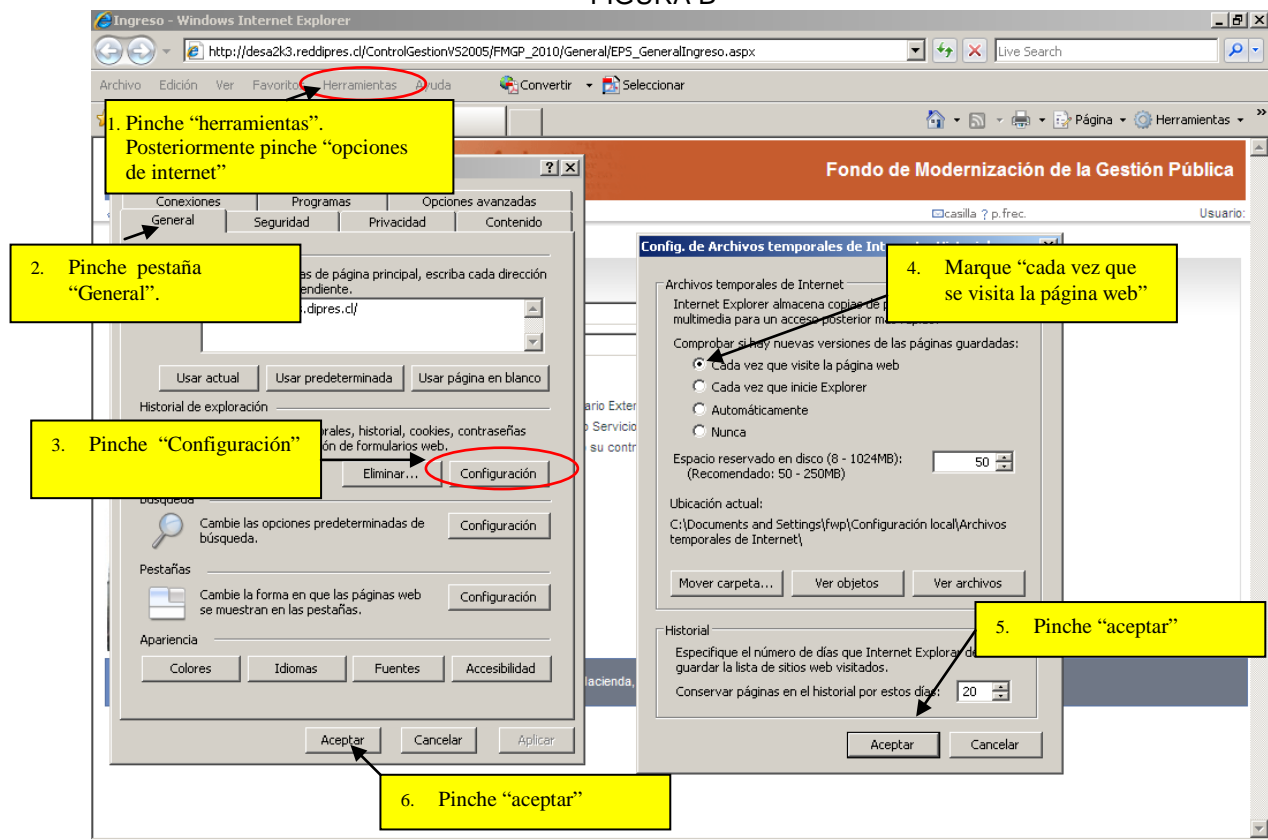 FIGURA B
Ingreso - Windows Internet Explorer
http://desa2k3.reddipres.cl/ControlGestionVS2005/FMGP_2010/General/EPS_GeneralIngreso.aspx
Live Search
Archivo Edición Ver Favoritos Herramientas Ayuda Convertir Seleccionar
Página Herramientas
1. Pinche “herramientas”.
Posteriormente pinche “opciones
de internet”
Fondo de Modernización de la Gestión Pública
casilla ? p.frec. Usuario:
Conexiones Programas Opciones avanzadas
General Seguridad Privacidad Contenido
2. Pinche pestaña
“General”.
as de página principal, escriba cada dirección
endiente.
.dipres.cl/
Usar actual Usar predeterminada Usar página en blanco
Historial de exploración
3. Pinche “Configuración”
orales, historial, cookies, contraseñas
ón de formularios web.
Eliminar... Configuración
Búsqueda
Cambie las opciones predeterminadas de
búsqueda.
Configuración
Pestañas
Cambie la forma en que las páginas web
se muestran en las pestañas.
Configuración
Apariencia
Colores Idiomas Fuentes Accesibilidad
Aceptar Cancelar Aplicar
6. Pinche “aceptar”
ario Exter
o Servicio
su contr
lacienda,
Config. de Archivos temporales de
4. Marque “cada vez que
se visita la página web”
Archivos temporales de Internet
Internet Explorer almacena copias de p
multimedia para un acceso posterior más
Comprobar si hay nuevas versiones de las páginas guardadas:
Cada vez que visite la página web
Cada vez que inicie Explorer
Automáticamente
Nunca
Espacio reservado en disco (8 - 1024MB): 50
(Recomendado: 50 - 250MB)
Ubicación actual:
C:\Documents and Settings\fwp\Configuración local\Archivos
temporales de Internet\
Mover carpeta... Ver objetos Ver archivos
5. Pinche “aceptar”
Historial
Especifique el número de días que Internet Explorar de
guardar la lista de sitios web visitados.
Conservar páginas en el historial por estos días: 20
Aceptar Cancelar